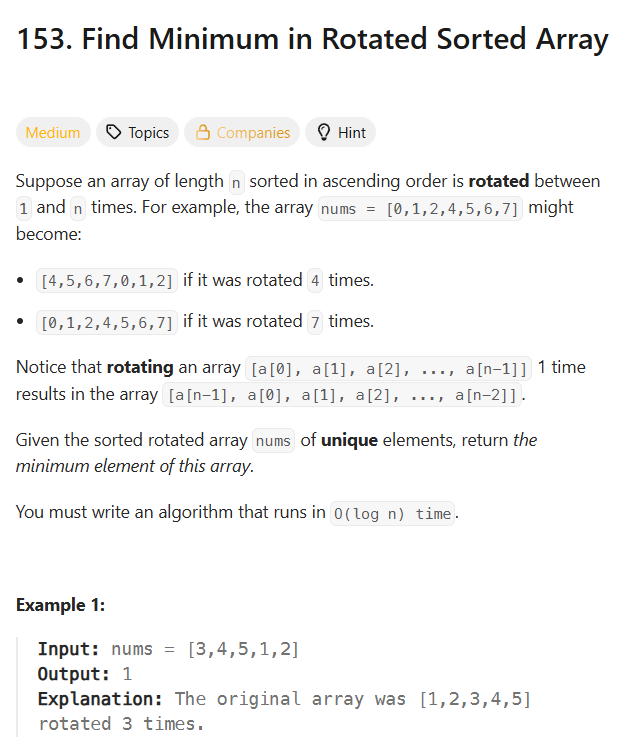 153. Find Minimum in Rotated Sorted Array
Medium Topics Companies Hint
Suppose an array of length n sorted in ascending order is rotated between
1 and n times. For example, the array nums = [0,1,2,4,5,6,7] might
become:
• [4,5,6,7,0,1,2] if it was rotated 4 times.
• [0,1,2,4,5,6,7] if it was rotated 7 times.
Notice that rotating an array [a[0], a[1], a[2], ..., a[n-1]] 1 time
results in the array [a[n-1], a[0], a[1], a[2], ..., a[n-2]].
Given the sorted rotated array nums of unique elements, return the
minimum element of this array.
You must write an algorithm that runs in O(log n) time.
Example 1:
Input: nums = [3,4,5,1,2]
Output: 1
Explanation: The original array was [1,2,3,4,5]
rotated 3 times.